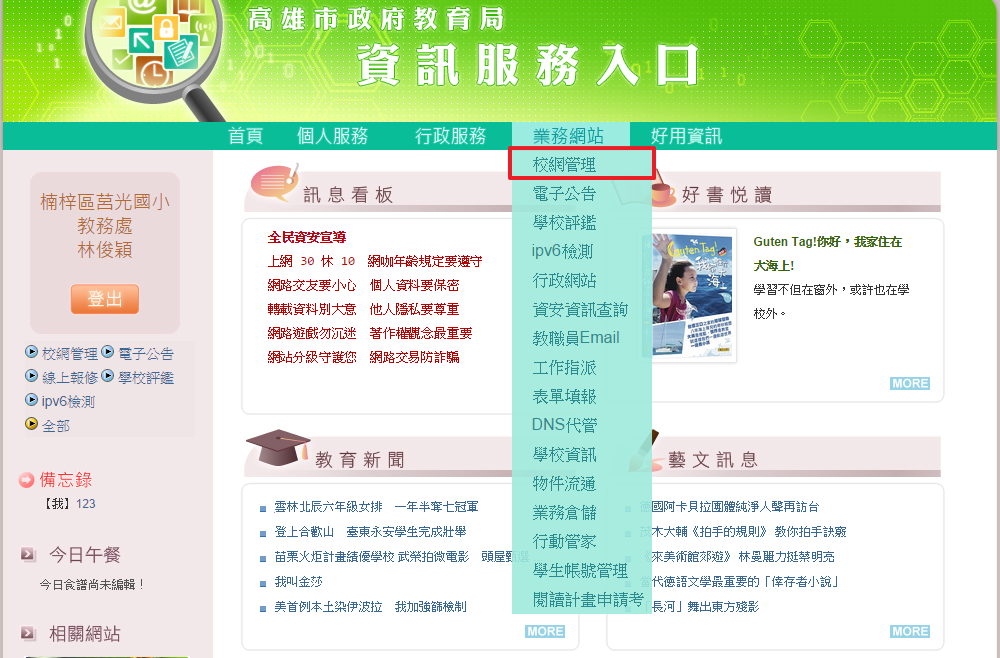 高雄市政府教育局
資訊服務入口
首頁 個人服務 行政服務 業務網站 好用資訊
楠梓區莒光國小
教務處
林俊穎
登出
校網管理 電子公告
線上報修 學校評鑑
ipv6檢測
全部
備忘錄
【我】123
今日午餐
今日食譜尚未編輯！
相關網站
訊息看板
全民資安宣導
上網 30 休 10 網咖年齡規定要遵守
網路交友要小心 個人資料要保密
轉載資料別大意 他人隱私要尊重
網路遊戲勿沉迷 著作權觀念最重要
網站分級守護您 網路交易防詐騙
校網管理
電子公告
學校評鑑
ipv6檢測
行政網站
資安資訊查詢
教職員Email
工作指派
表單填報
DNS代管
學校資訊
物件流通
業務倉儲
行動管家
學生帳號管理
閱讀計畫申請考
好書悅讀
Guten Tag!
Guten Tag!你好，我家住在
大海上!
學習不但在窗外，或許也在學
校外。
MORE
教育新聞
雲林北辰六年級女排 一年半奪七冠軍
登上合歡山 臺東永安學生完成壯舉
苗栗火炬計畫績優學校 武榮拍微電影 頭屋甄選
我叫金莎
美首例本土染伊波拉 我加強篩檢制
MORE
藝文訊息
德國阿卡貝拉團體純淨人聲再訪台
茂木大輔《拍手的規則》 教你拍手訣竅
《來美術館郊遊》 林曼麗力挺蔡明亮
當代德語文學最重要的「倖存者小說」
「長河」舞出東方殘影
MORE